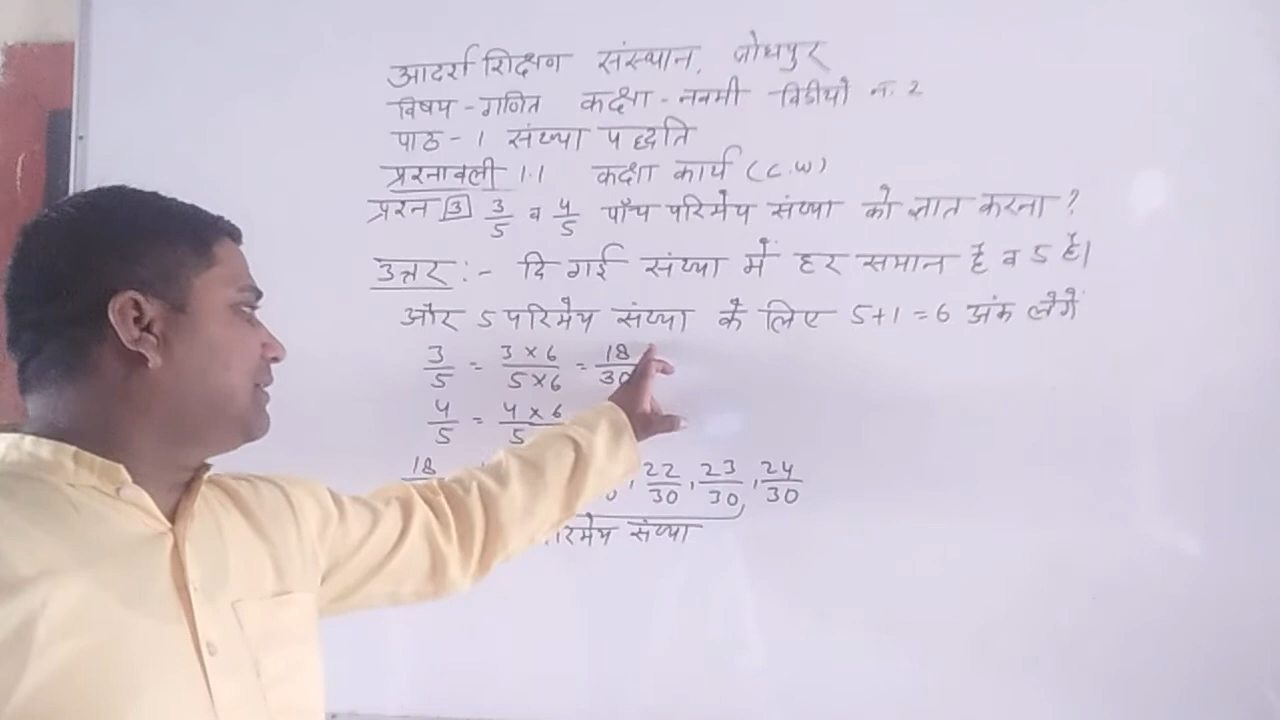 आदर्श शिक्षण संस्थान, जोधपुर
विषय - गणित कक्षा - नवमी विडीयो नं. 2
पाठ - 1 संख्या पद्धति
प्रश्नावली 1.1 कक्षा कार्य (C.W)
प्रश्न 3 3/5 व 4/5 पाँच परिमेय संख्या को ज्ञात करना ?
उत्तर :- दि गई संख्या में हर समान है व 5 है।
और 5 परिमेय संख्या के लिए 5+1=6 अंक लेगें
3/5 = 3×6/5×6 = 18/30
4/5 = 4×6/5
18 , 22/30 , 23/30 , 24/30
संख्या